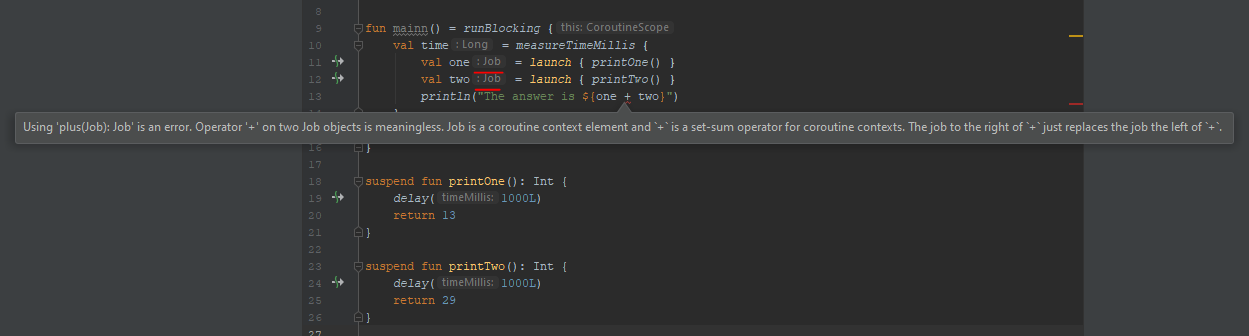 8
9 fun mainn() = runBlocking { this: CoroutineScope
10 val time : Long = measureTimeMillis {
11 val one : Job = launch { printOne() }
12 val two : Job = launch { printTwo() }
13 println("The answer is ${one + two}")
Using 'plus(Job): Job' is an error. Operator '+' on two Job objects is meaningless. Job is a coroutine context element and `+` is a set-sum operator for coroutine contexts. The job to the right of `+` just replaces the job the left of `+`.
16 }
17
18 suspend fun printOne(): Int {
19 delay( timeMillis: 1000L)
20 return 13
21 }
22
23 suspend fun printTwo(): Int {
24 delay( timeMillis: 1000L)
25 return 29
26 }
27